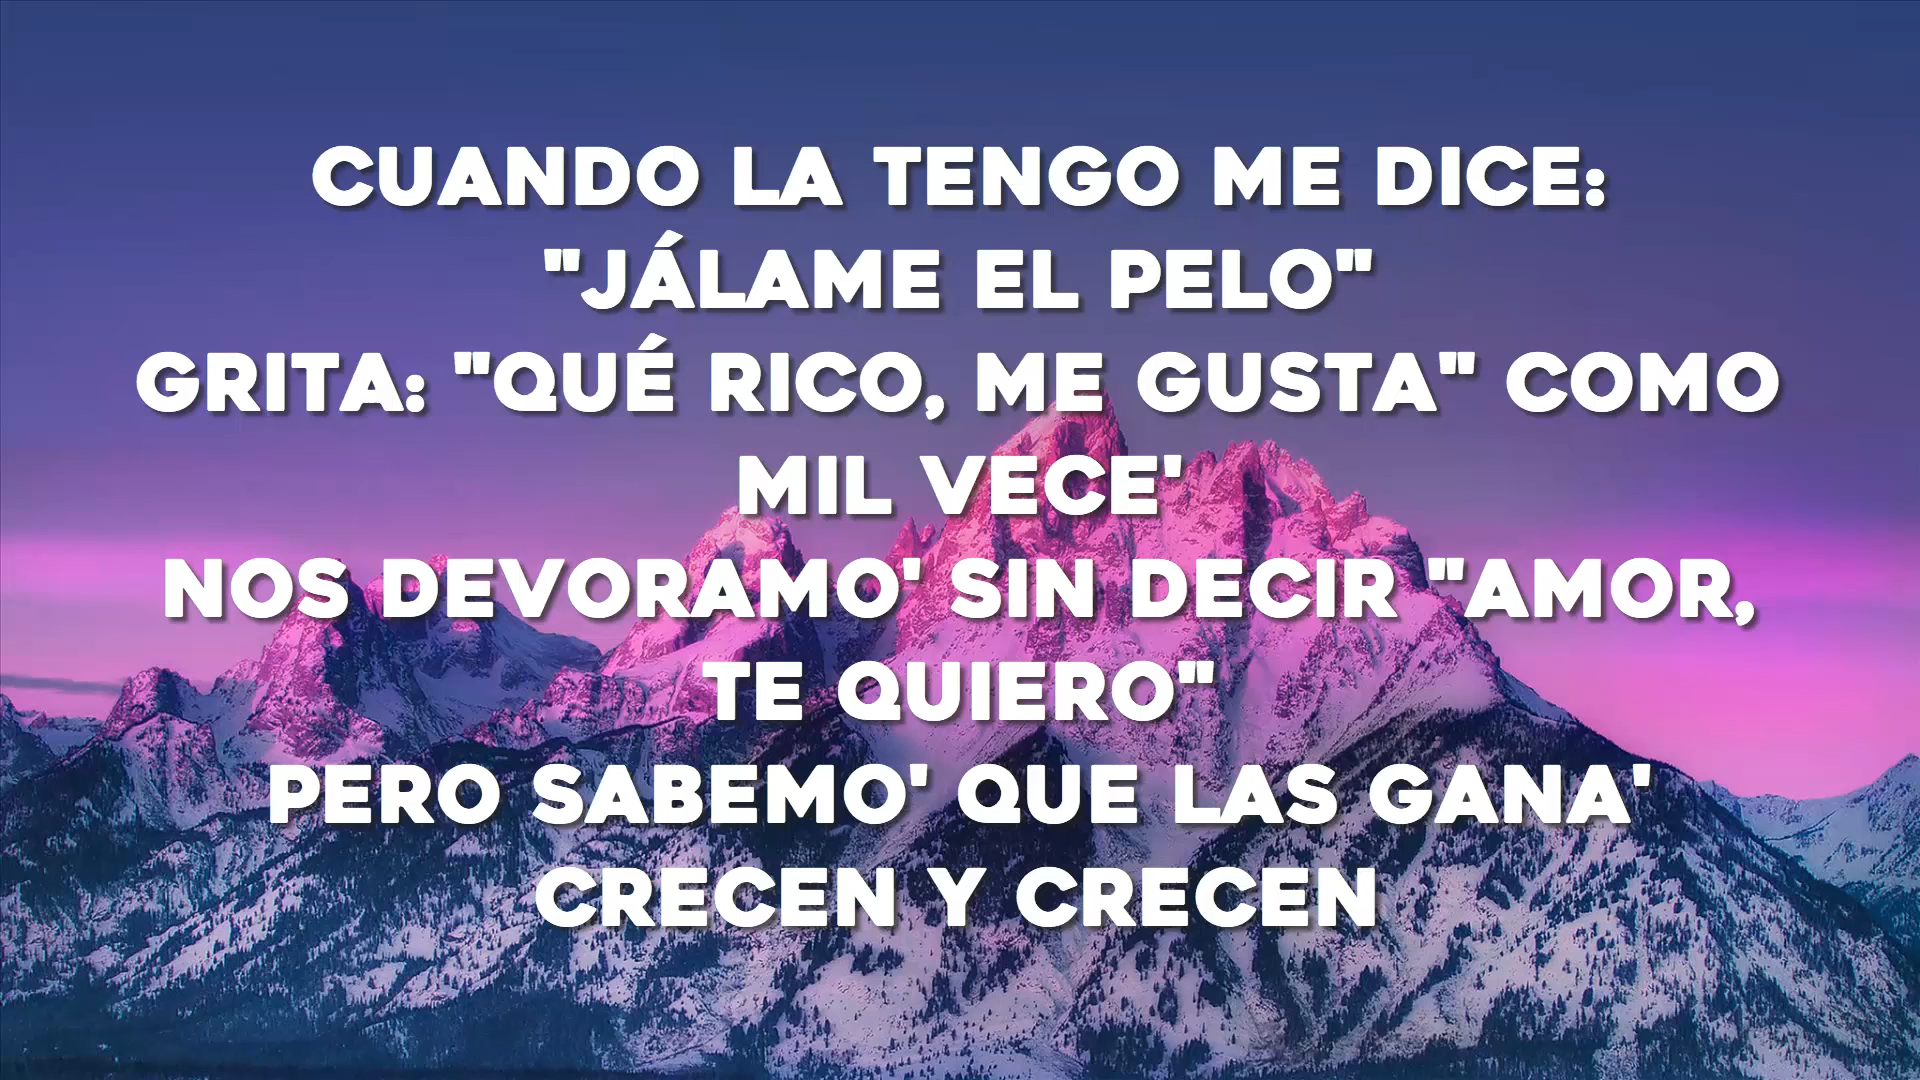 CUANDO LA TENGO ME DICE:
"JÁLAME EL PELO"
GRITA: "QUÉ RICO, ME GUSTA" COMO
MIL VECE'
NOS DEVORAMO' SIN DECIR "AMOR,
TE QUIERO"
PERO SABEMO' QUE LAS GANA'
CRECEN Y CRECEN